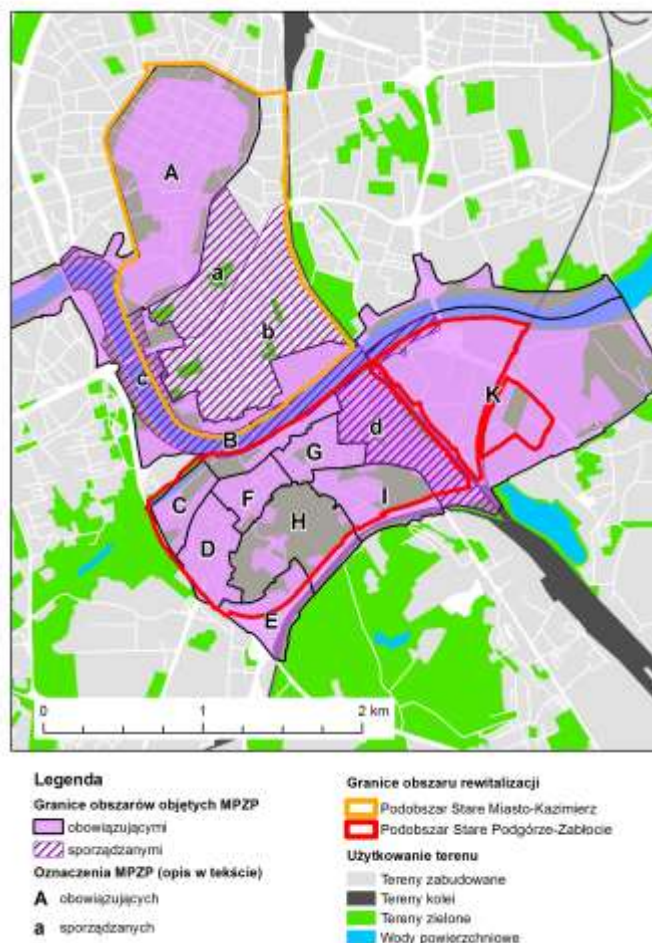 A
a
b
c
K
B
d
G
C
F
I
H
D
E
0 1 2 km
Legenda
Granice obszarów objętych MPZP
obowiązującymi
sporządzanymi
Oznaczenia MPZP (opis w tekście)
A obowiązujących
a sporządzanych
Granice obszaru rewitalizacji
Podobszar Stare Miasto-Kazimierz
Podobszar Stare Podgórze-Zabłocie
Użytkowanie terenu
Tereny zabudowane
Tereny kolei
Tereny zielone
Wody powierzchniowe